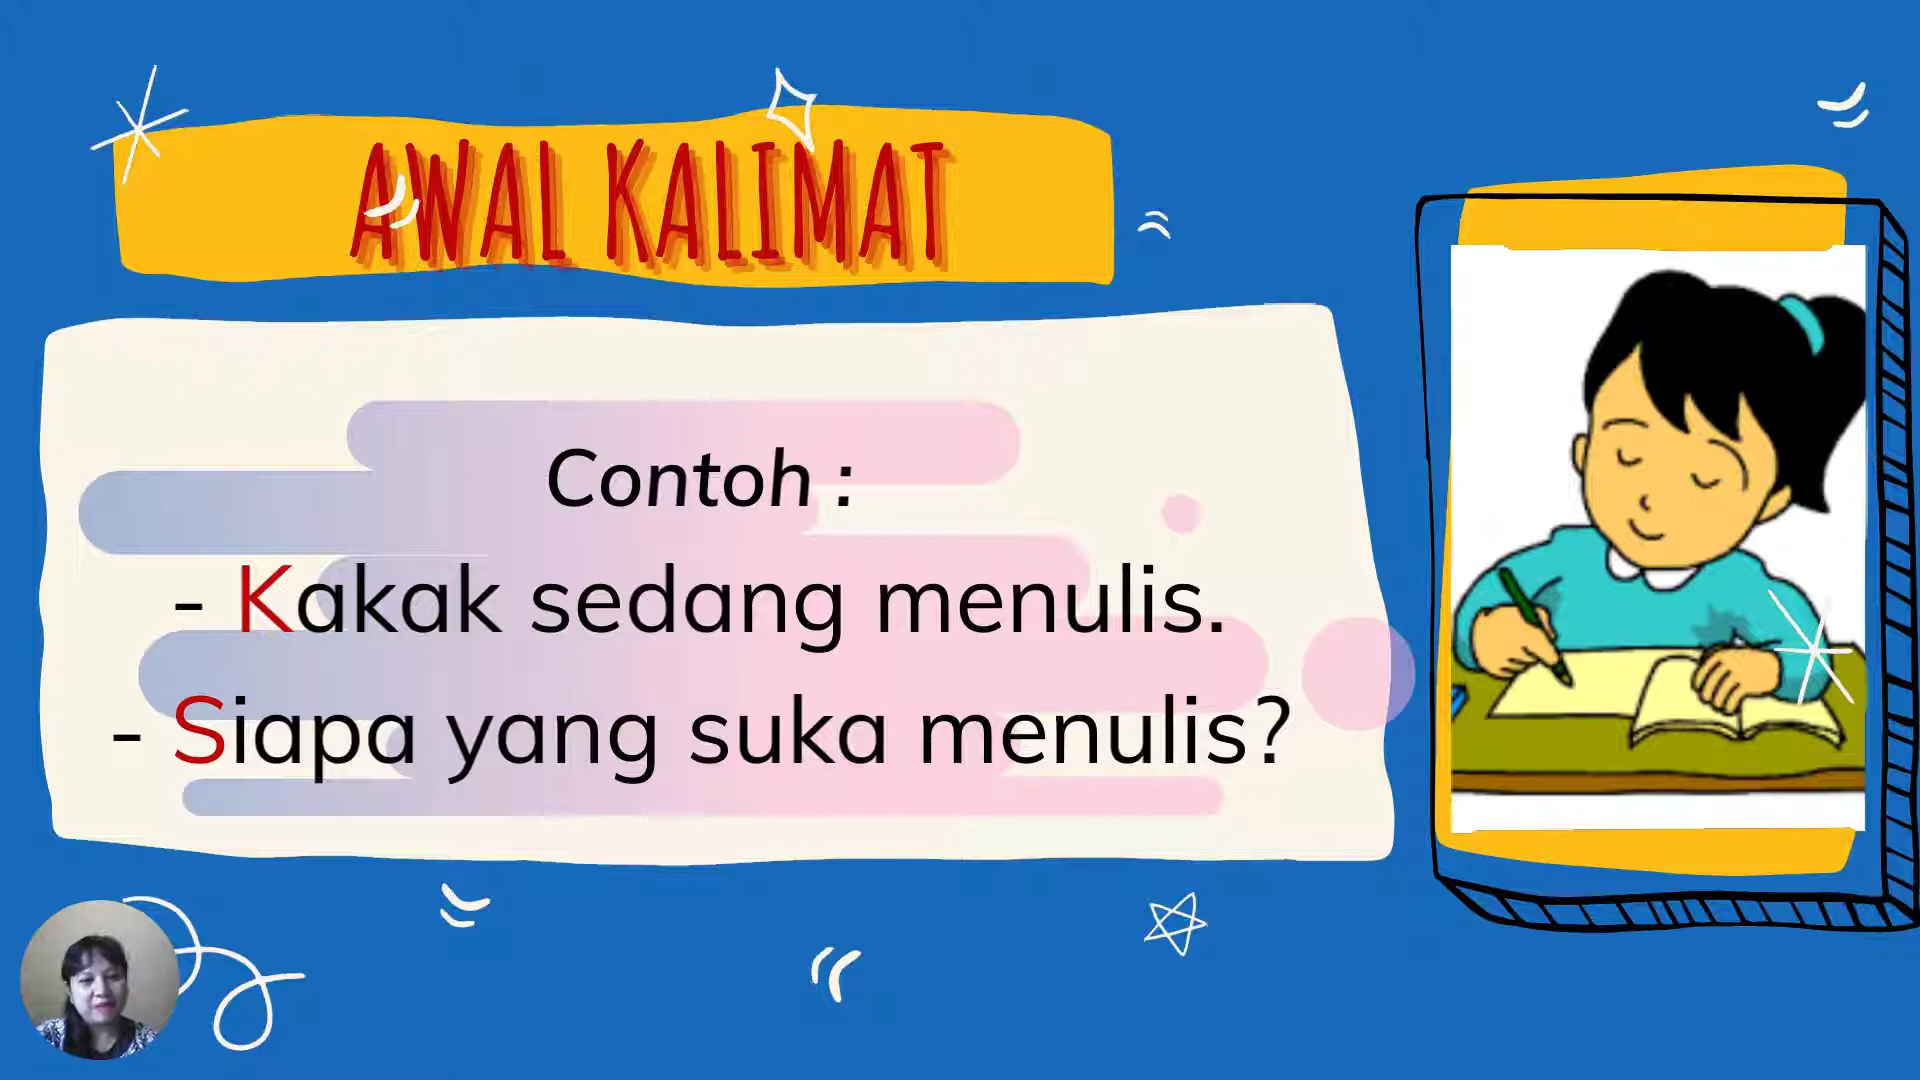 AWAL KALIMAT
Contoh :
- Kakak sedang menulis.
- Siapa yang suka menulis?